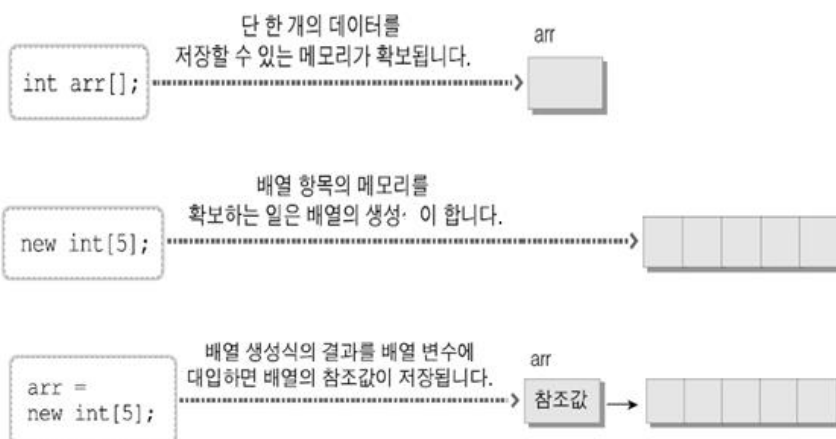 단 한 개의 데이터를
저장할 수 있는 메모리가 확보됩니다.
arr
int arr[];
배열 항목의 메모리를
확보하는 일은 배열의 생성· 이 합니다.
new int[5];
배열 생성식의 결과를 배열 변수에
대입하면 배열의 참조값이 저장됩니다.
arr
arr =
new int[5];
참조값